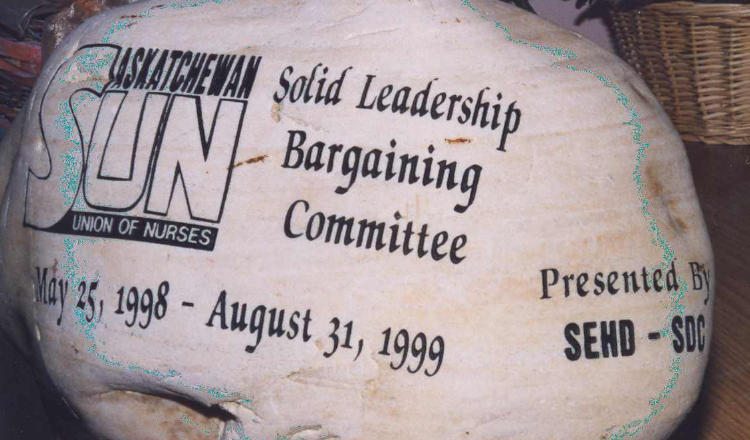 SASKATCHEWAN
SUN
UNION OF NURSES
Solid Leadership
Bargaining
Committee
May 25, 1998 - August 31, 1999
Presented By
SEHD - SDC